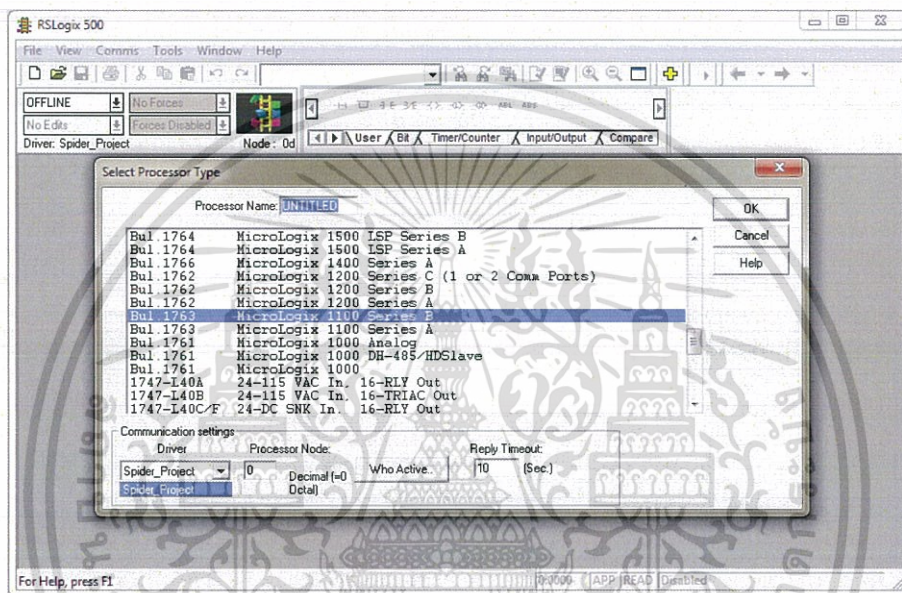 RSLogix 500
File View Comms Tools Window Help
OFFLINE No Forces
No Edits Forces Disabled
Driver: Spider_Project Node : 0d
User Bit Timer/Counter Input/Output Compare
Select Processor Type
Processor Name: UNTITLED
OK
Cancel
Help
Bul.1764 MicroLogix 1500 LSP Series B
Bul.1764 MicroLogix 1500 LSP Series A
Bul.1766 MicroLogix 1400 Series A
Bul.1762 MicroLogix 1200 Series C (1 or 2 Comm Ports)
Bul.1762 MicroLogix 1200 Series B
Bul.1762 MicroLogix 1200 Series A
Bul.1763 MicroLogix 1100 Series B
Bul.1763 MicroLogix 1100 Series A
Bul.1761 MicroLogix 1000 Analog
Bul.1761 MicroLogix 1000 DH-485/HDSlave
Bul.1761 MicroLogix 1000
1747-L40A 24-115 VAC In, 16-RLY Out
1747-L40B 24-115 VAC In, 16-TRIAC Out
1747-L40C/F 24-DC SNK In. 16-RLY Out
Communication settings
Driver Processor Node: Reply Timeout:
Spider_Project 0 Decimal (=0 Octal) Who Active.. 10 (Sec.)
Spider_Project
For Help, press F1 0:0000 APP READ Disabled